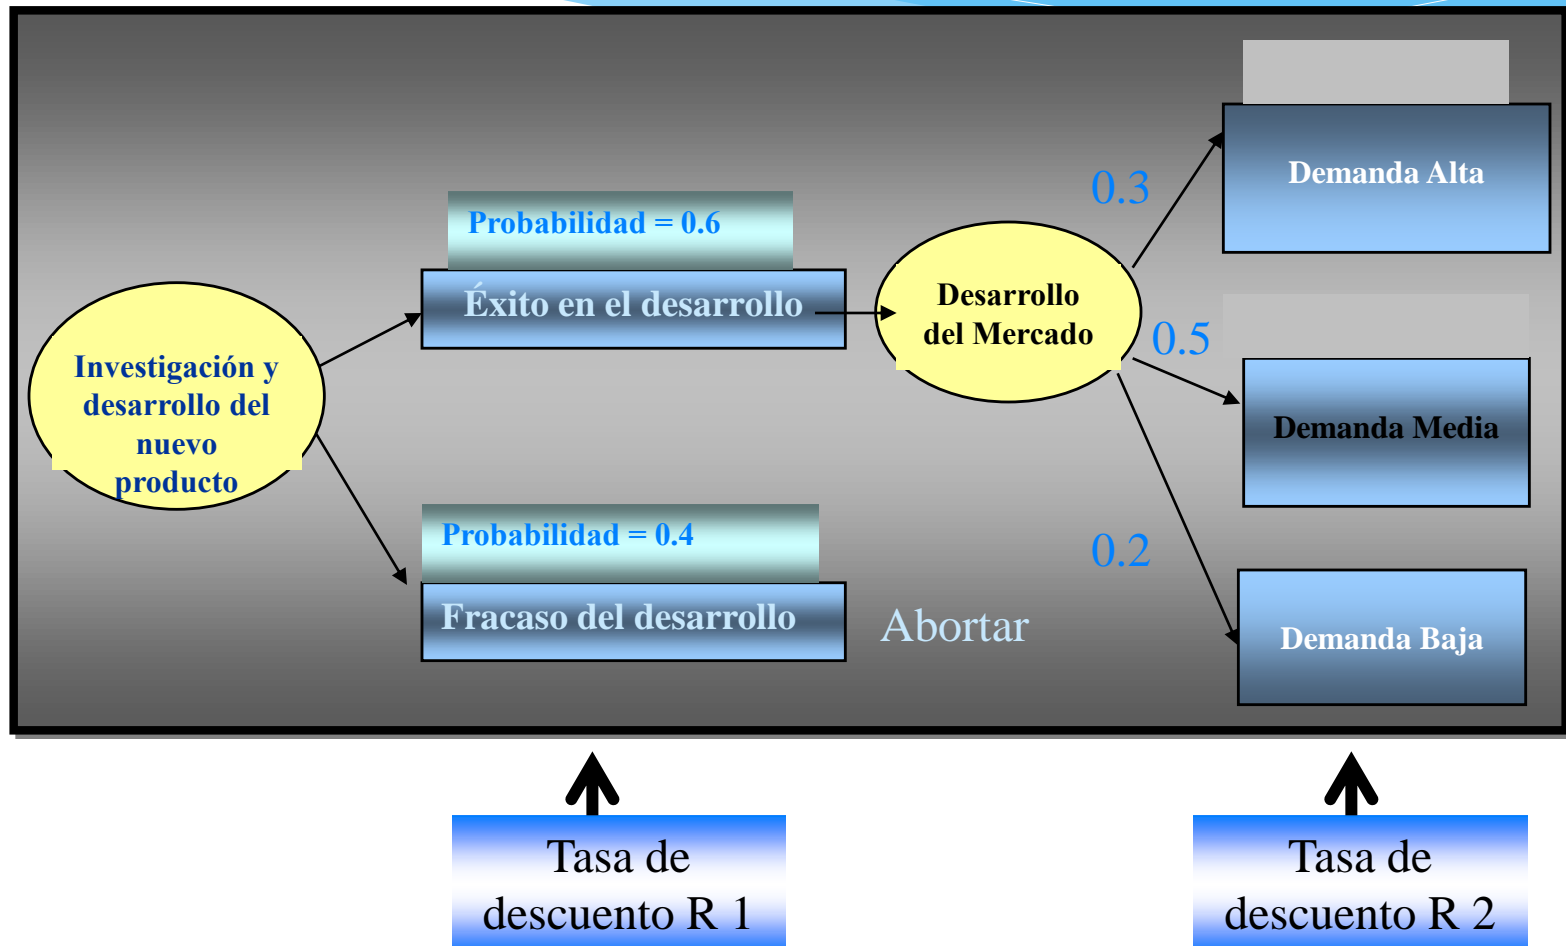 Investigación y
desarrollo del
nuevo
producto
Probabilidad = 0.6
Éxito en el desarrollo
Probabilidad = 0.4
Fracaso del desarrollo
Abortar
Desarrollo
del Mercado
0.3
0.5
0.2
Demanda Alta
Demanda Media
Demanda Baja
Tasa de
descuento R 1
Tasa de
descuento R 2